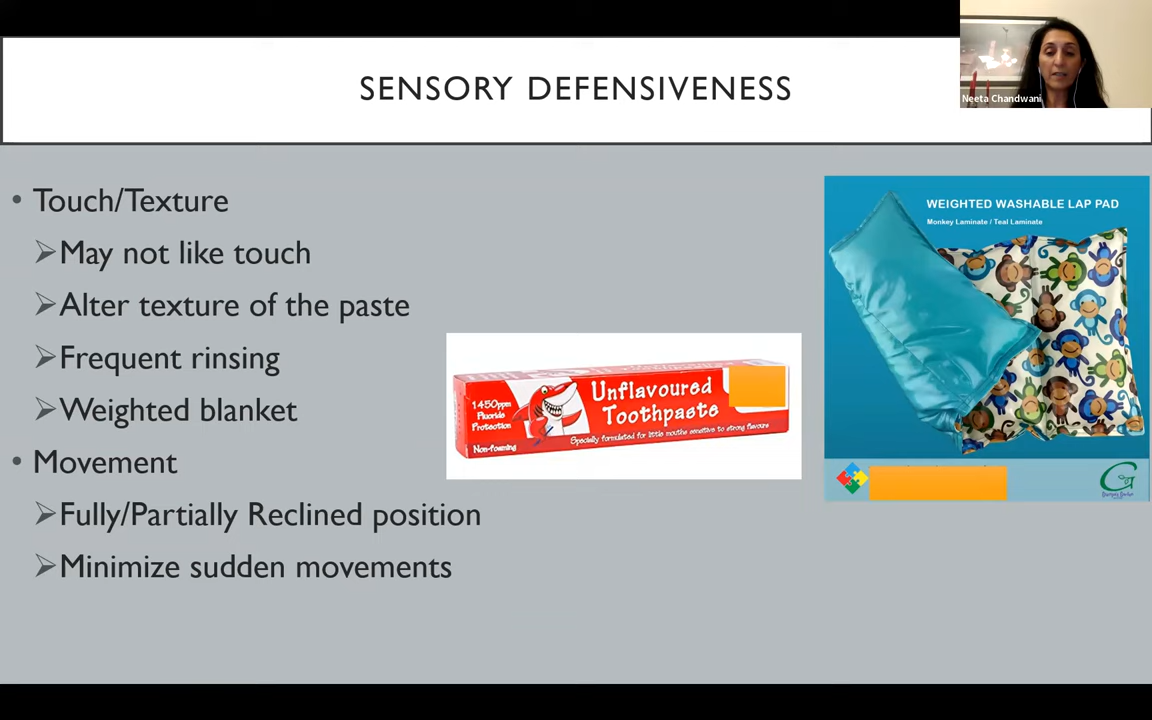 SENSORY DEFENSIVENESS
Neeta Chandwani
• Touch/Texture
➢May not like touch
➢Alter texture of the paste
➢Frequent rinsing
➢Weighted blanket
• Movement
➢Fully/Partially Reclined position
➢Minimize sudden movements
1450ppm
Fluoride
Protection
Non-foaming
Unflavoured
Toothpaste
Specially formulated for little mouths sensitive to strong flavours
WEIGHTED WASHABLE LAP PAD
Monkey Laminate / Teal Laminate